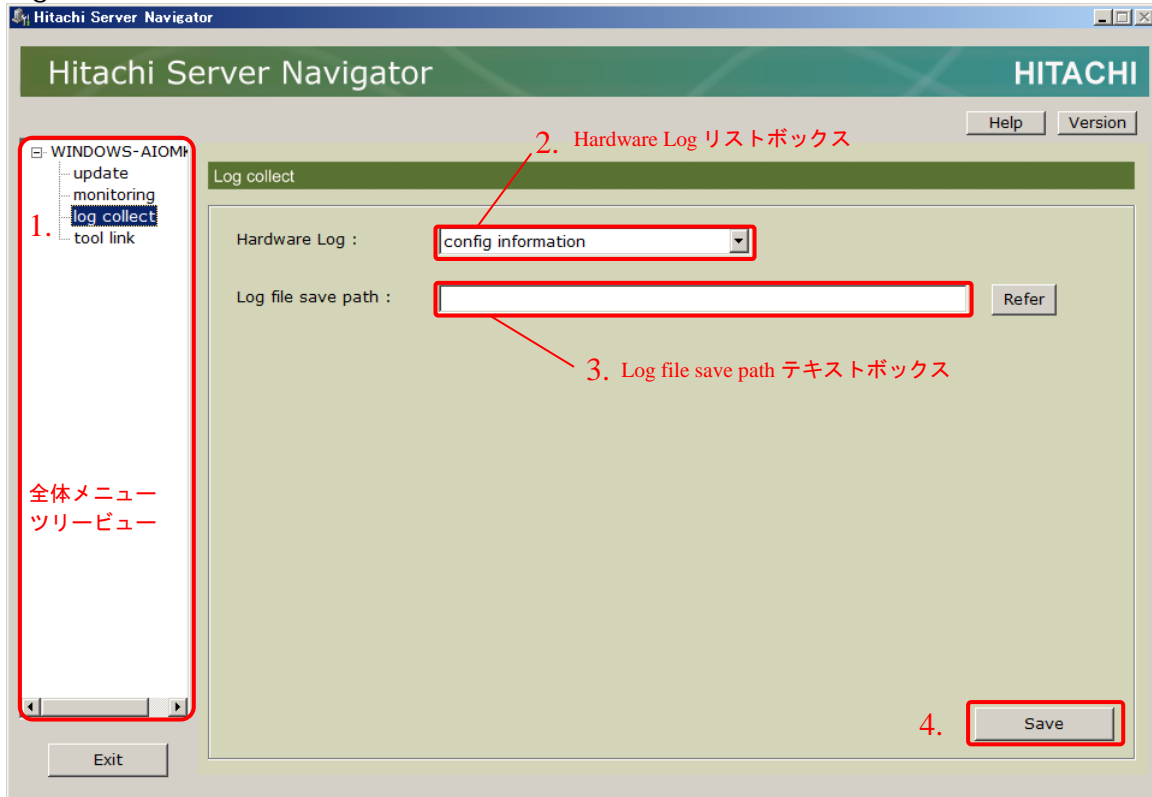 Hitachi Server Navigator
Hitachi Server Navigator
HITACHI
Help
Version
2. Hardware Log リストボックス
WINDOWS-AIOM
update
monitoring
log collect
tool link
1.
Log collect
Hardware Log :
config information
Log file save path :
Refer
3. Log file save path テキストボックス
全体メニュー
ツリービュー
4.
Save
Exit